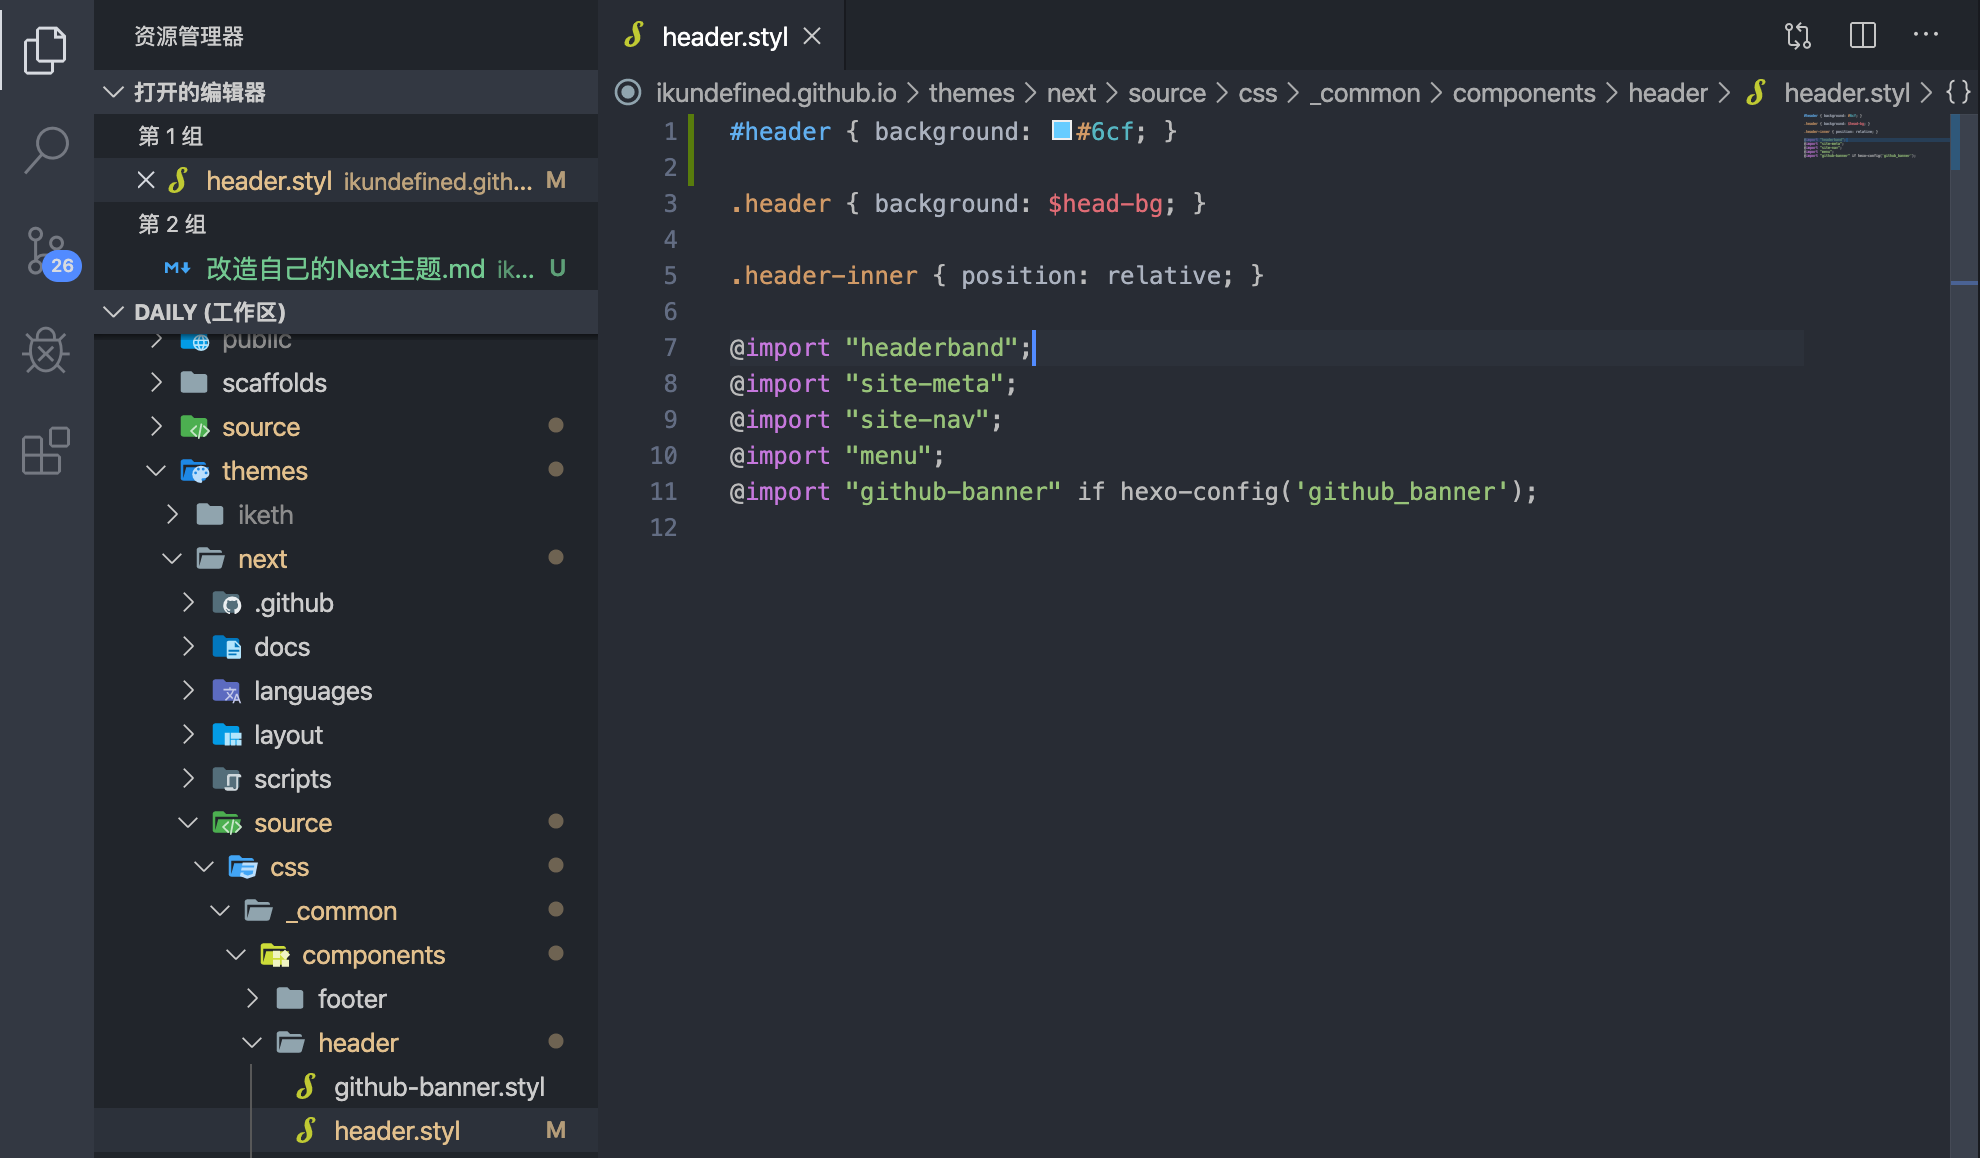 资源管理器
打开的编辑器
第 1 组
header.styl ikundefined.gith... M
第 2 组
改造自己的Next主题.md ik... U
26
DAILY (工作区)
public
scaffolds
source
themes
iketh
next
.github
docs
languages
layout
scripts
source
css
_common
components
footer
header
github-banner.styl
header.styl M
header.styl
ikundefined.github.io > themes > next > source > css > _common > components > header > header.styl > {}
1 #header { background: #6cf; }
2
3 .header { background: $head-bg; }
4
5 .header-inner { position: relative; }
6
7 @import "headerband";
8 @import "site-meta";
9 @import "site-nav";
10 @import "menu";
11 @import "github-banner" if hexo-config('github_banner');
12